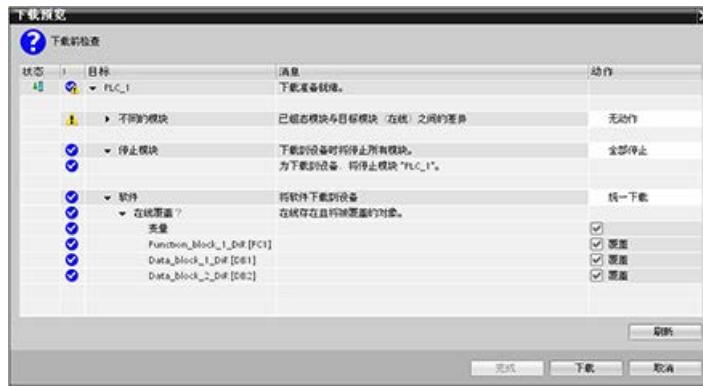 下载预览
下载前检查
状态 ! 目标 消息 动作
PLC_1 下载准备就绪。
不同的模块 已组态模块与目标模块（在线）之间的差异 无动作
停止模块 下载到设备时将停止所有模块。 全部停止
为下载到设备，将停止模块 "PLC_1"。
软件 将软件下载到设备 统一下载
在线覆盖？ 在线存在且将被覆盖的对象。
变量
Function_block_1_Dif [FC1] 覆盖
Data_block_1_Dif [DB1] 覆盖
Data_block_2_Dif [DB2] 覆盖
刷新
完成 下载 取消